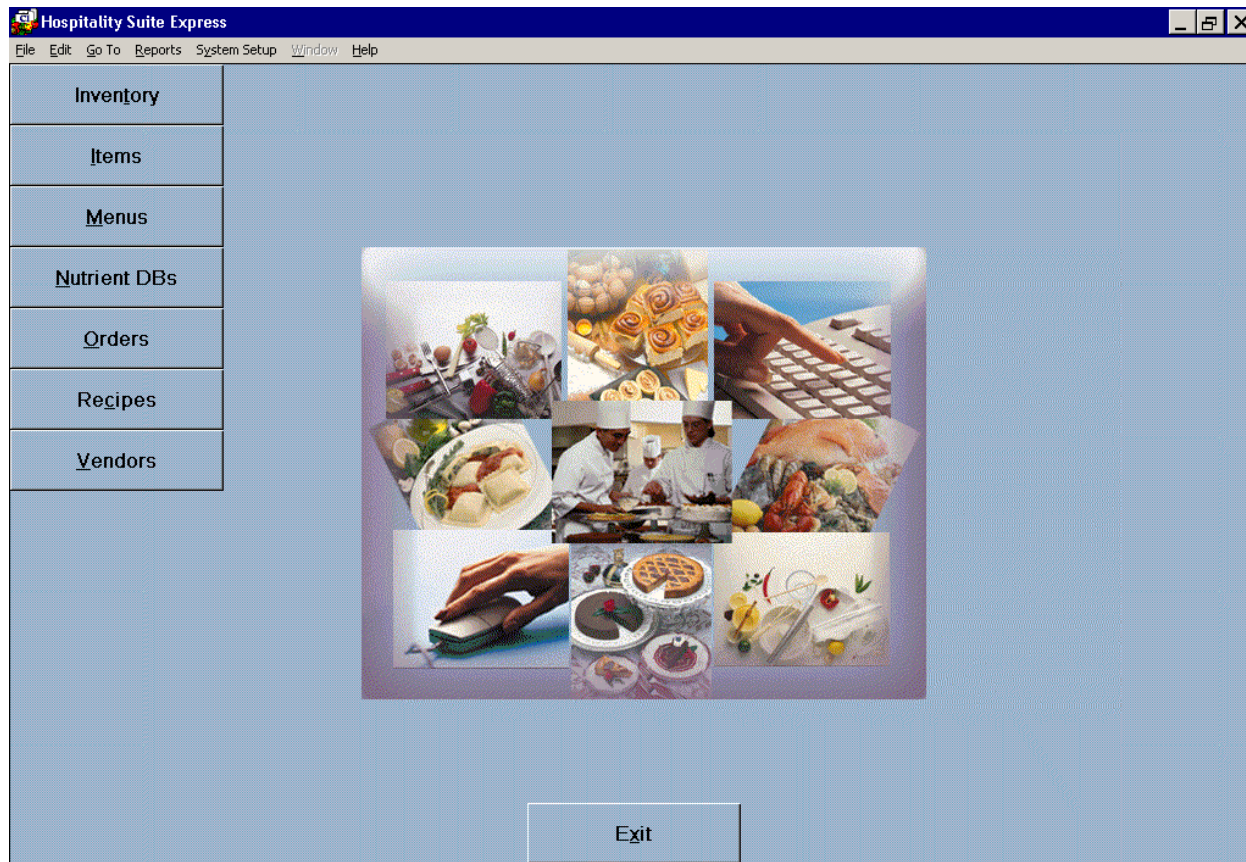 Hospitality Suite Express
File Edit Go To Reports System Setup Window Help
Inventory
Items
Menus
Nutrient DBs
Orders
Recipes
Vendors
Exit